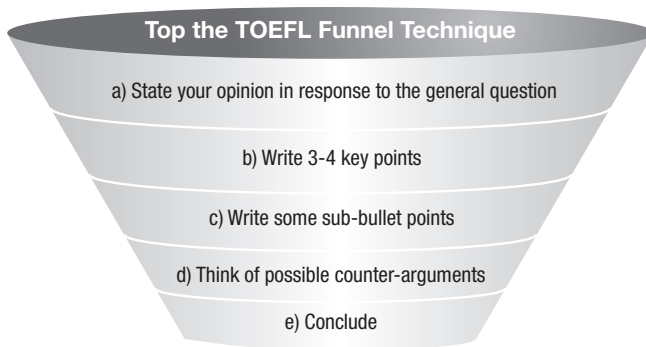 Top the TOEFL Funnel Technique
a) State your opinion in response to the general question
b) Write 3-4 key points
c) Write some sub-bullet points
d) Think of possible counter-arguments
e) Conclude